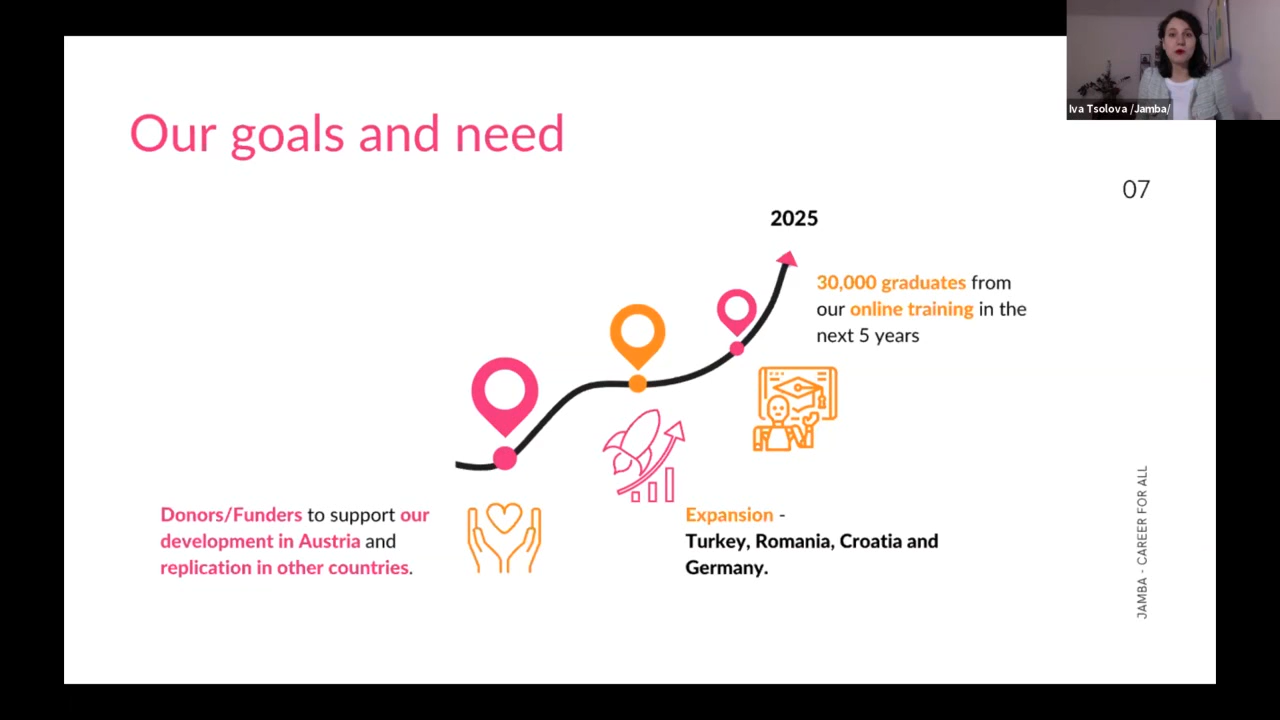 Iva Tsolova /Jamba/
Our goals and need
07
2025
30,000 graduates from
our online training in the
next 5 years
Donors/Funders to support our
development in Austria and
replication in other countries.
Expansion -
Turkey, Romania, Croatia and
Germany.
JAMBA - CAREER FOR ALL